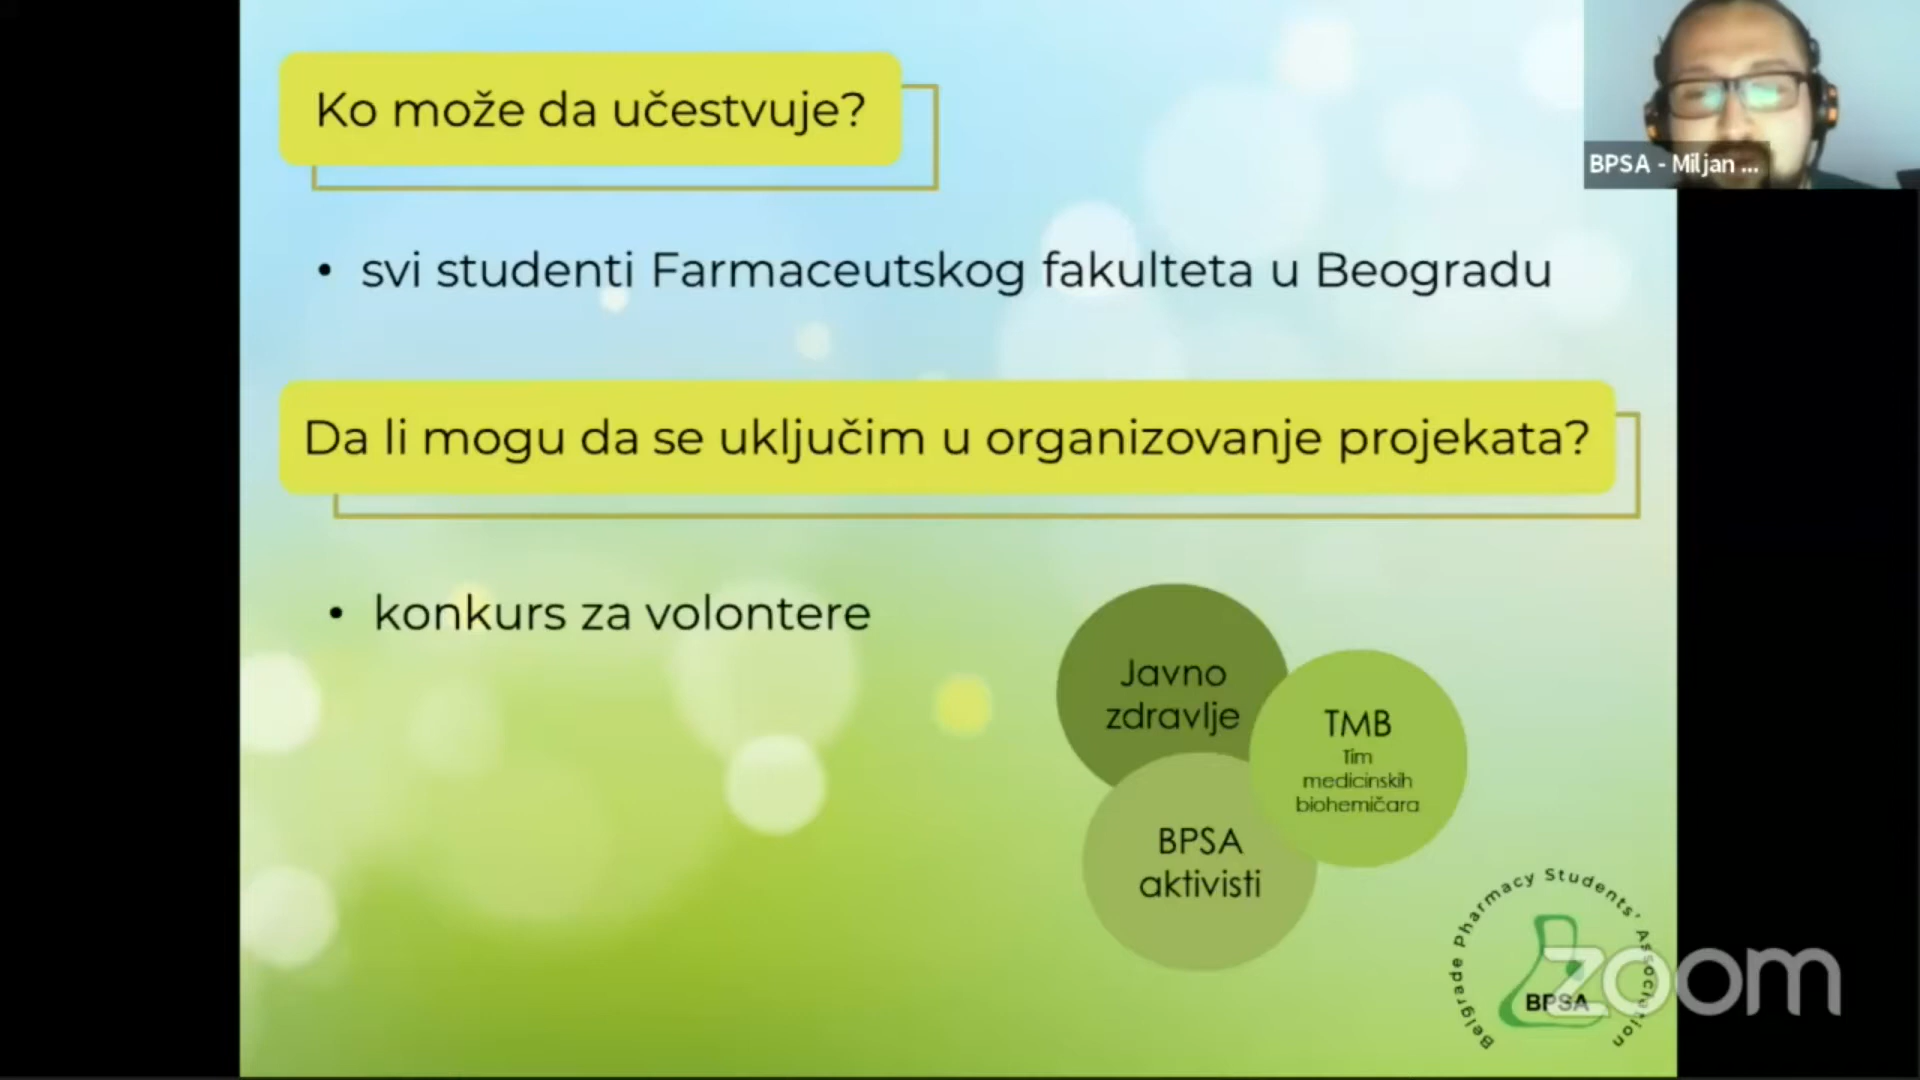 Ko može da učestvuje?
BPSA - Miljan ...
• svi studenti Farmaceutskog fakulteta u Beogradu
Da li mogu da se uključim u organizovanje projekata?
• konkurs za volontere
Javno
zdravlje
TMB
Tim
medicinskih
biohemičara
BPSA
aktivisti
Belgrade Pharmacy Students' Association
BPSA
zoom